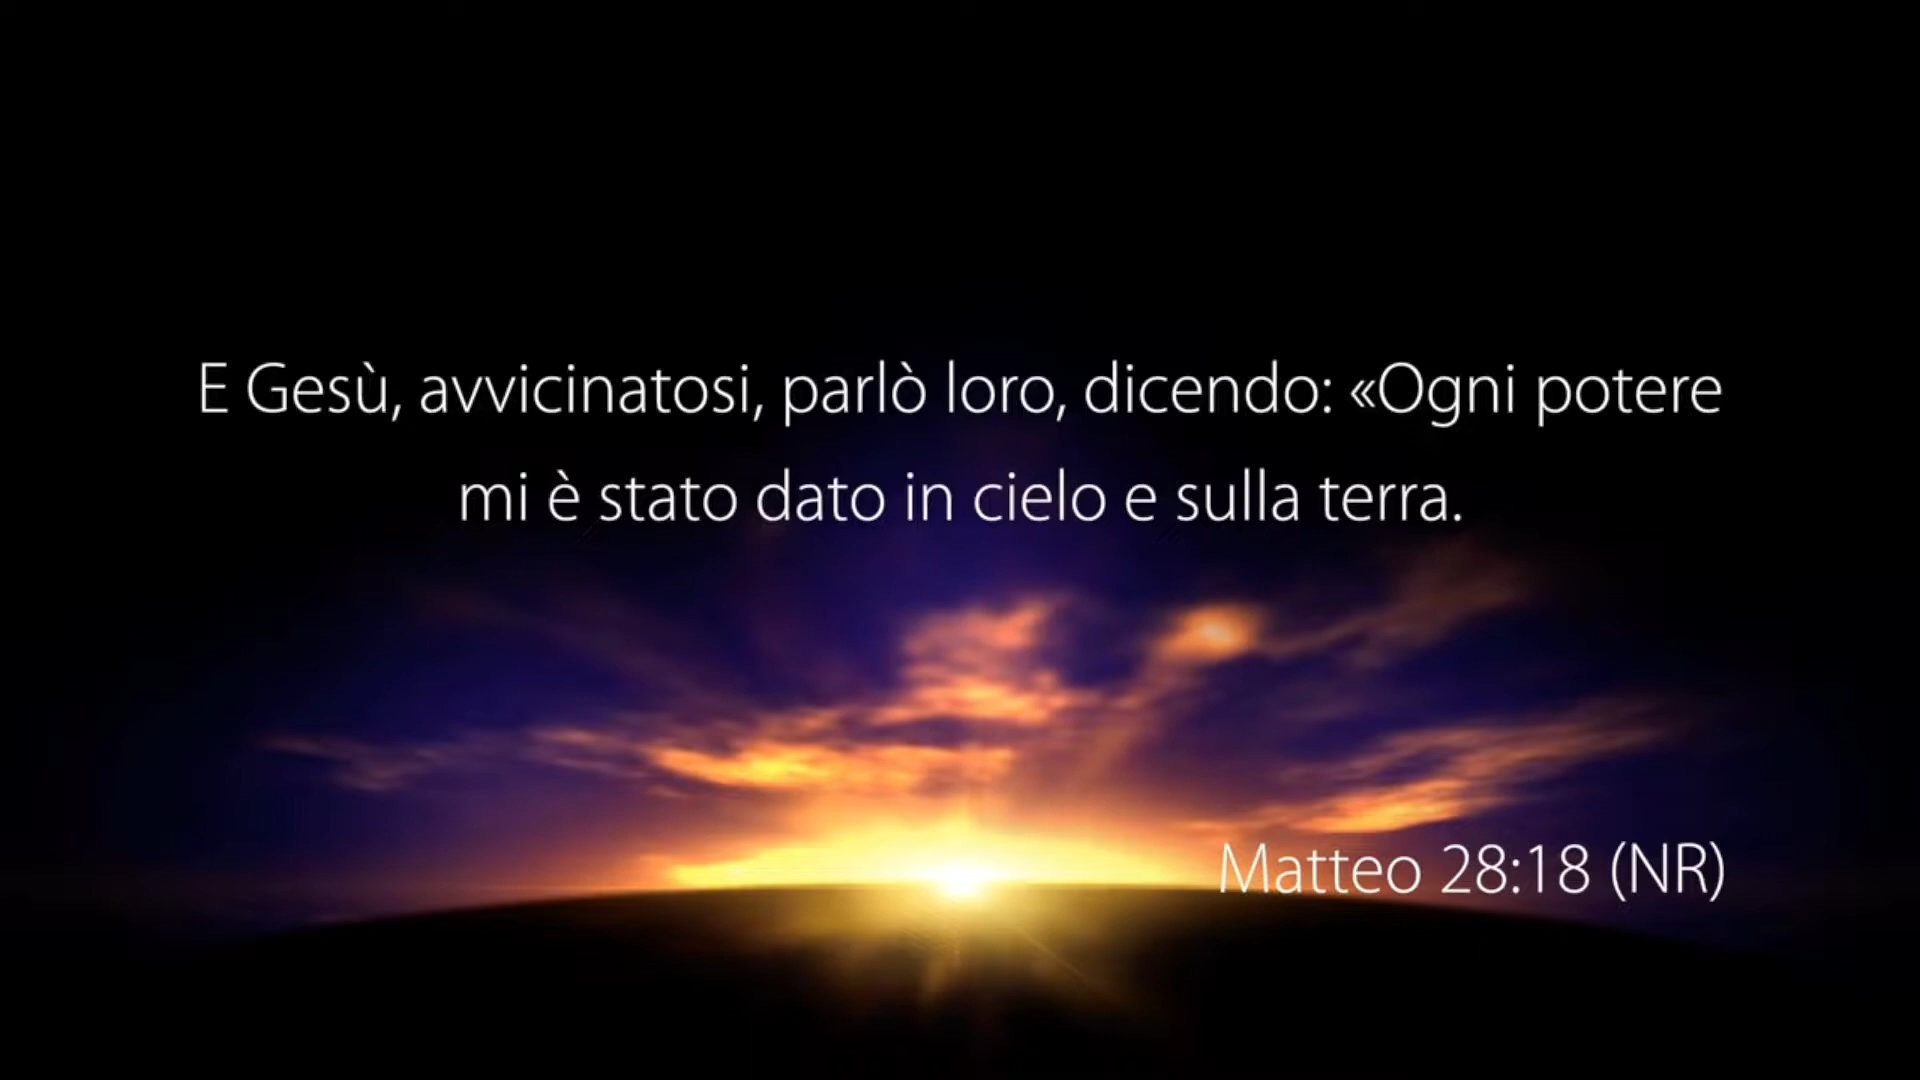 E Gesù, avvicinatosi, parlò loro, dicendo: «Ogni potere
mi è stato dato in cielo e sulla terra.
Matteo 28:18 (NR)